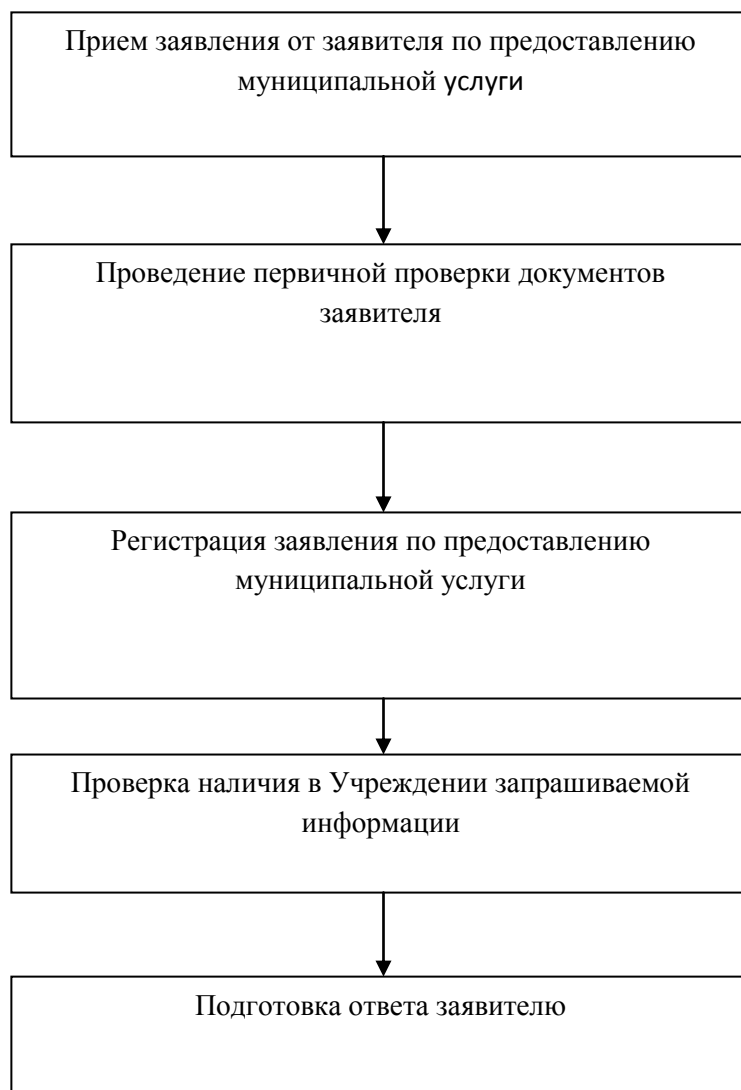 Прием заявления от заявителя по предоставлению
муниципальной услуги
Проведение первичной проверки документов
заявителя
Регистрация заявления по предоставлению
муниципальной услуги
Проверка наличия в Учреждении запрашиваемой
информации
Подготовка ответа заявителю